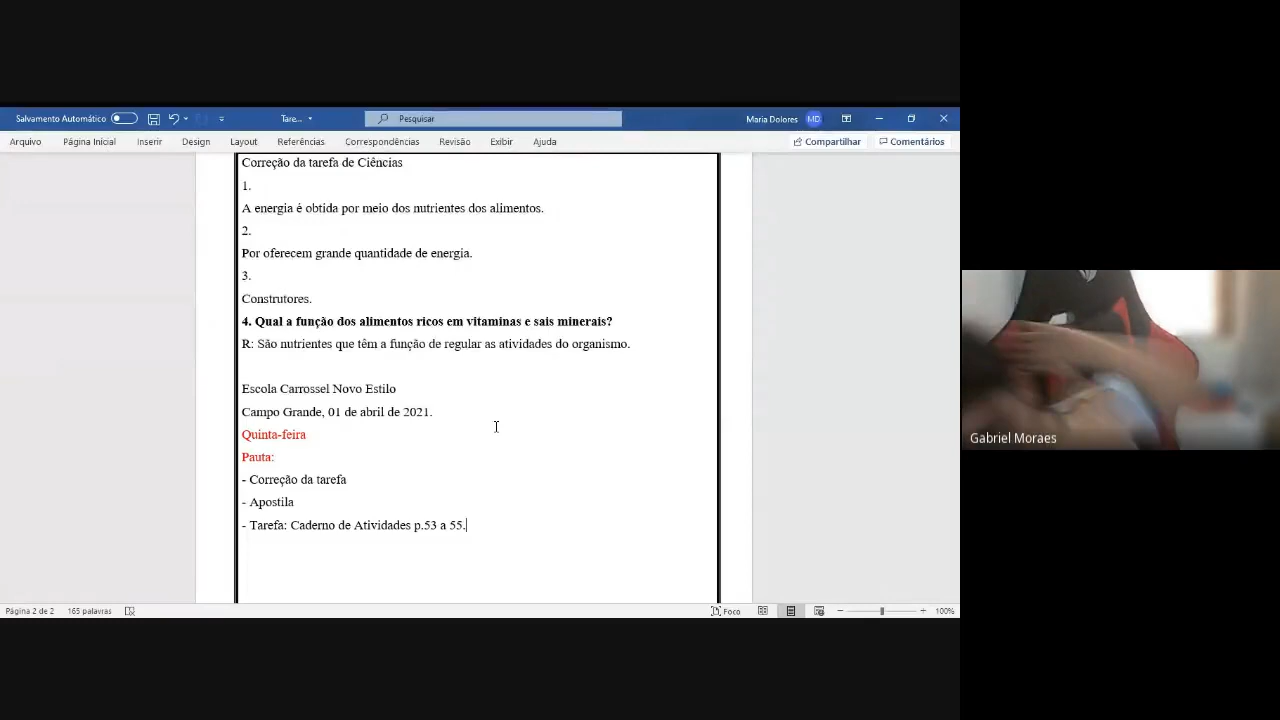 Salvamento Automático
Tare...
Pesquisar
Maria Dolores
MD
Arquivo
Página Inicial
Inserir
Design
Referências
Correspondências
Revisão
Exibir
Ajuda
Compartilhar
Comentários
Correção da tarefa de Ciências
1.
A energia é obtida por meio dos nutrientes dos alimentos.
2.
Por oferecem grande quantidade de energia.
3.
Construtores.
4. Qual a função dos alimentos ricos em vitaminas e sais minerais?
R: São nutrientes que têm a função de regular as atividades do organismo.
Escola Carrossel Novo Estilo
Campo Grande, 01 de abril de 2021.
Quinta-feira
Pauta:
- Correção da tarefa
- Apostila
- Tarefa: Caderno de Atividades p.53 a 55.
Gabriel Moraes
Página 2 de 2
165 palavras
Foco
100%